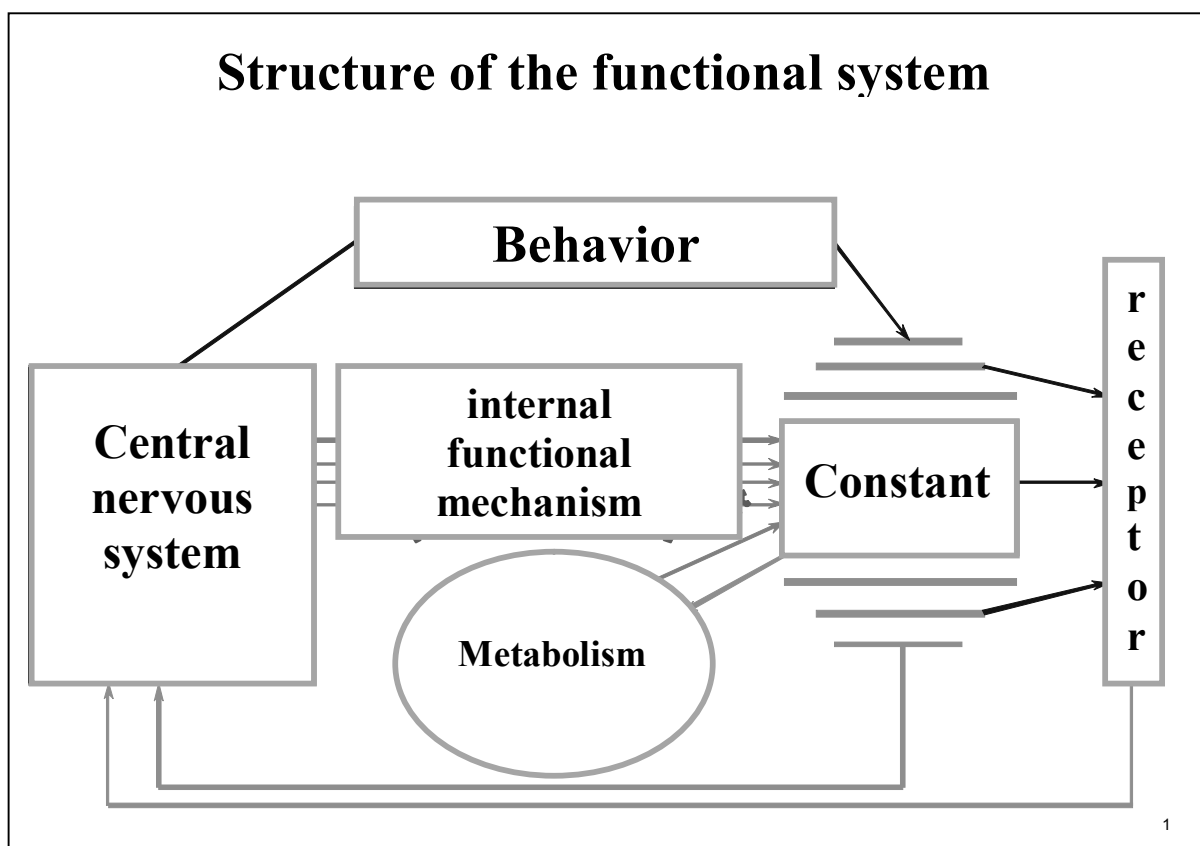 Structure of the functional system
Behavior
Central
nervous
system
internal
functional
mechanism
Constant
Metabolism
r
e
c
e
p
t
o
r
1